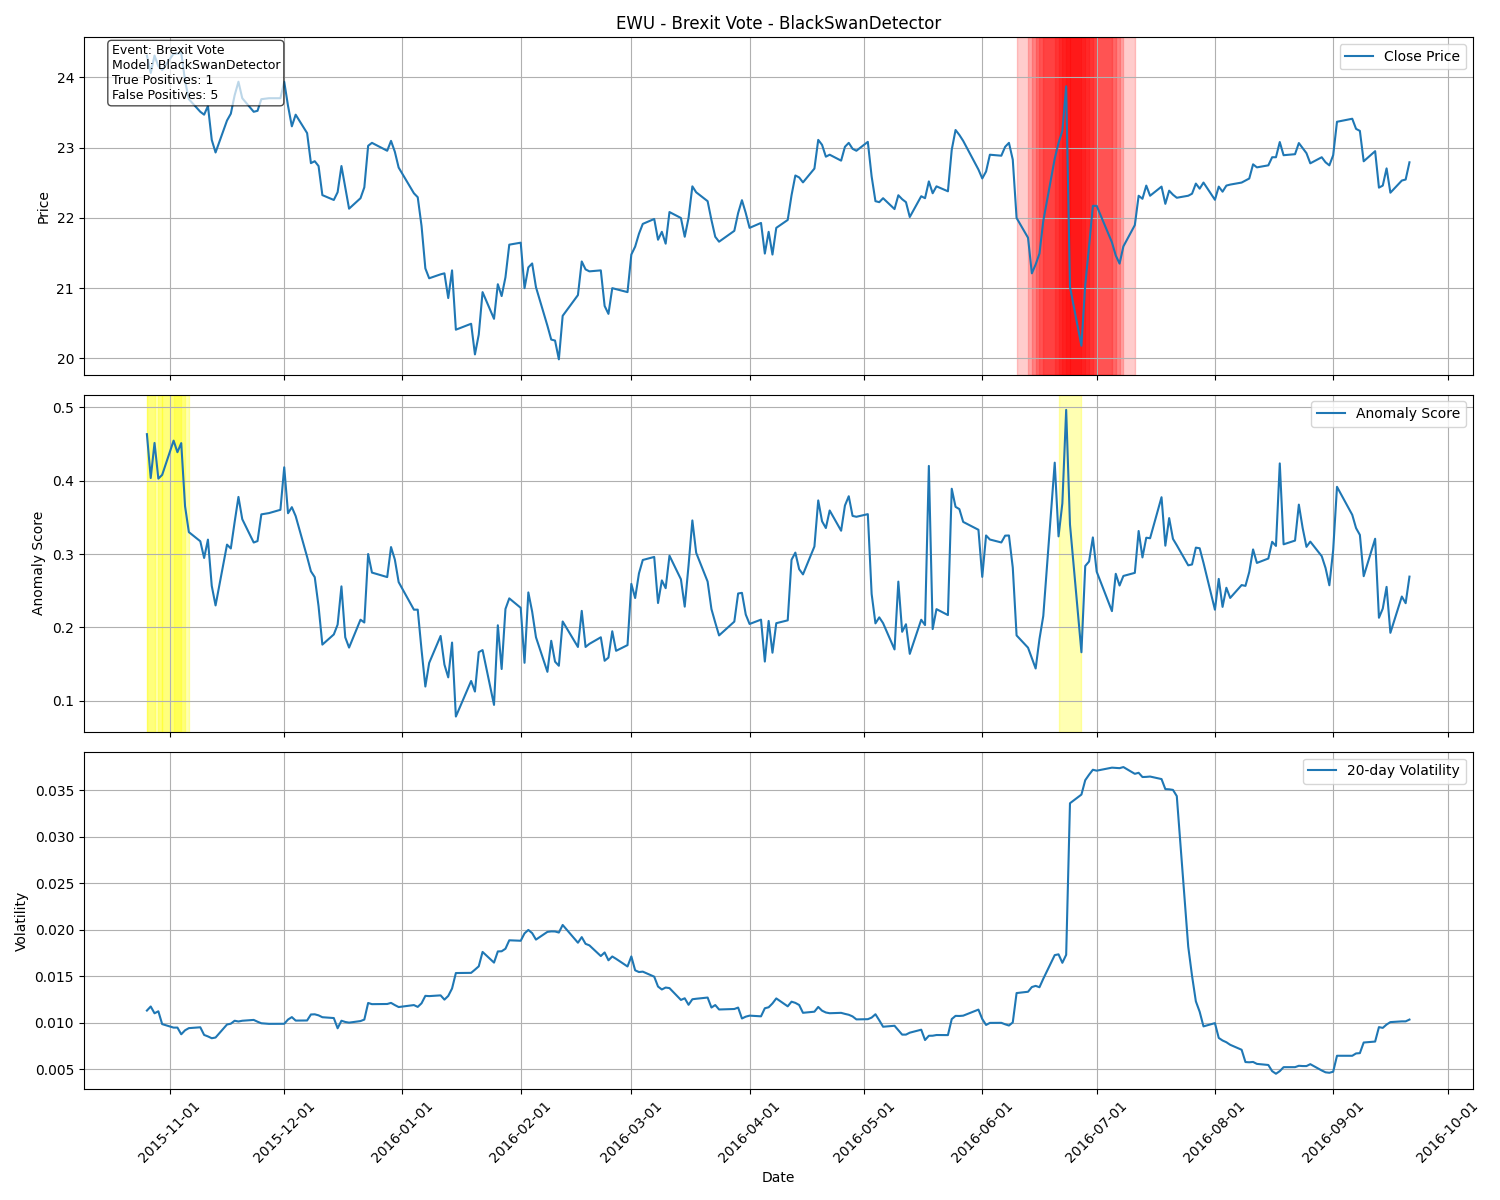 EWU - Brexit Vote - BlackSwanDetector
Event: Brexit Vote
Model: BlackSwanDetector
True Positives: 1
False Positives: 5
Close Price
24
23
22
21
20
Price
Anomaly Score
0.5
0.4
0.3
0.2
0.1
Anomaly Score
20-day Volatility
0.035
0.030
0.025
0.020
0.015
0.010
0.005
Volatility
2015-11-01
2015-12-01
2016-01-01
2016-02-01
2016-03-01
2016-04-01
2016-05-01
2016-06-01
2016-07-01
2016-08-01
2016-09-01
2016-10-01
Date